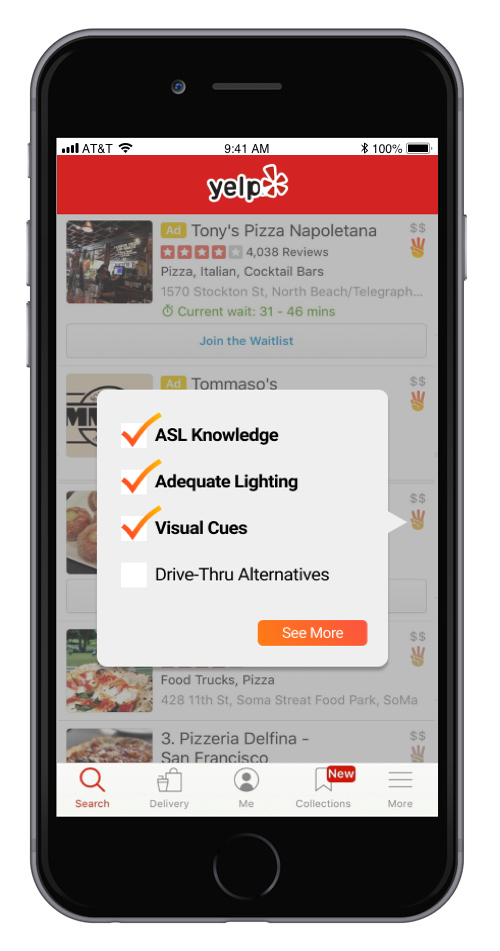 AT&T
9:41 AM
100%
yelp
Ad Tony's Pizza Napoletana
$$
4,038 Reviews
Pizza, Italian, Cocktail Bars
1570 Stockton St, North Beach/Telegraph...
Current wait: 31 - 46 mins
Join the Waitlist
Ad Tommaso's
$$
ASL Knowledge
Adequate Lighting
Visual Cues
Drive-Thru Alternatives
See More
$$
$$
Food Trucks, Pizza
428 11th St, Soma Streat Food Park, SoMa
3. Pizzeria Delfina -
$$
San Francisco
New
Search
Delivery
Me
Collections
More